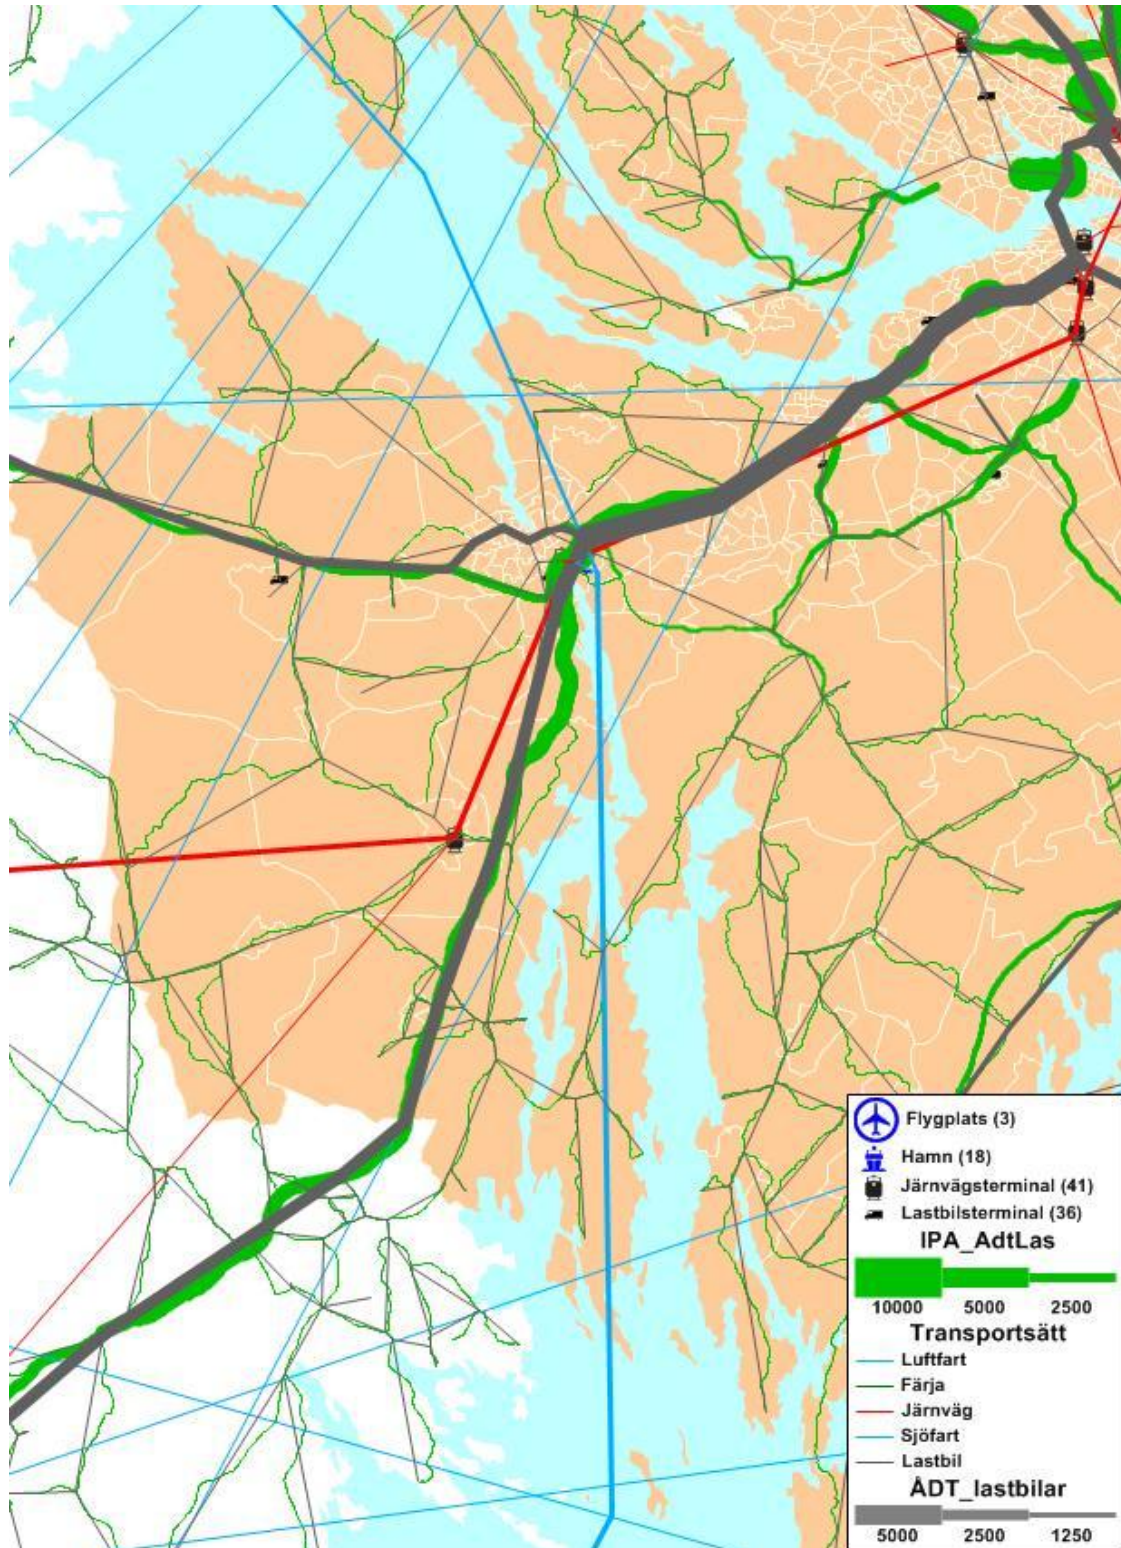 Flygplats (3)
Hamn (18)
Järnvägsterminal (41)
Lastbilsterminal (36)
IPA_AdtLas
10000 5000 2500
Transportsätt
Luftfart
Färja
Järnväg
Sjöfart
Lastbil
ÅDT_lastbilar
5000 2500 1250